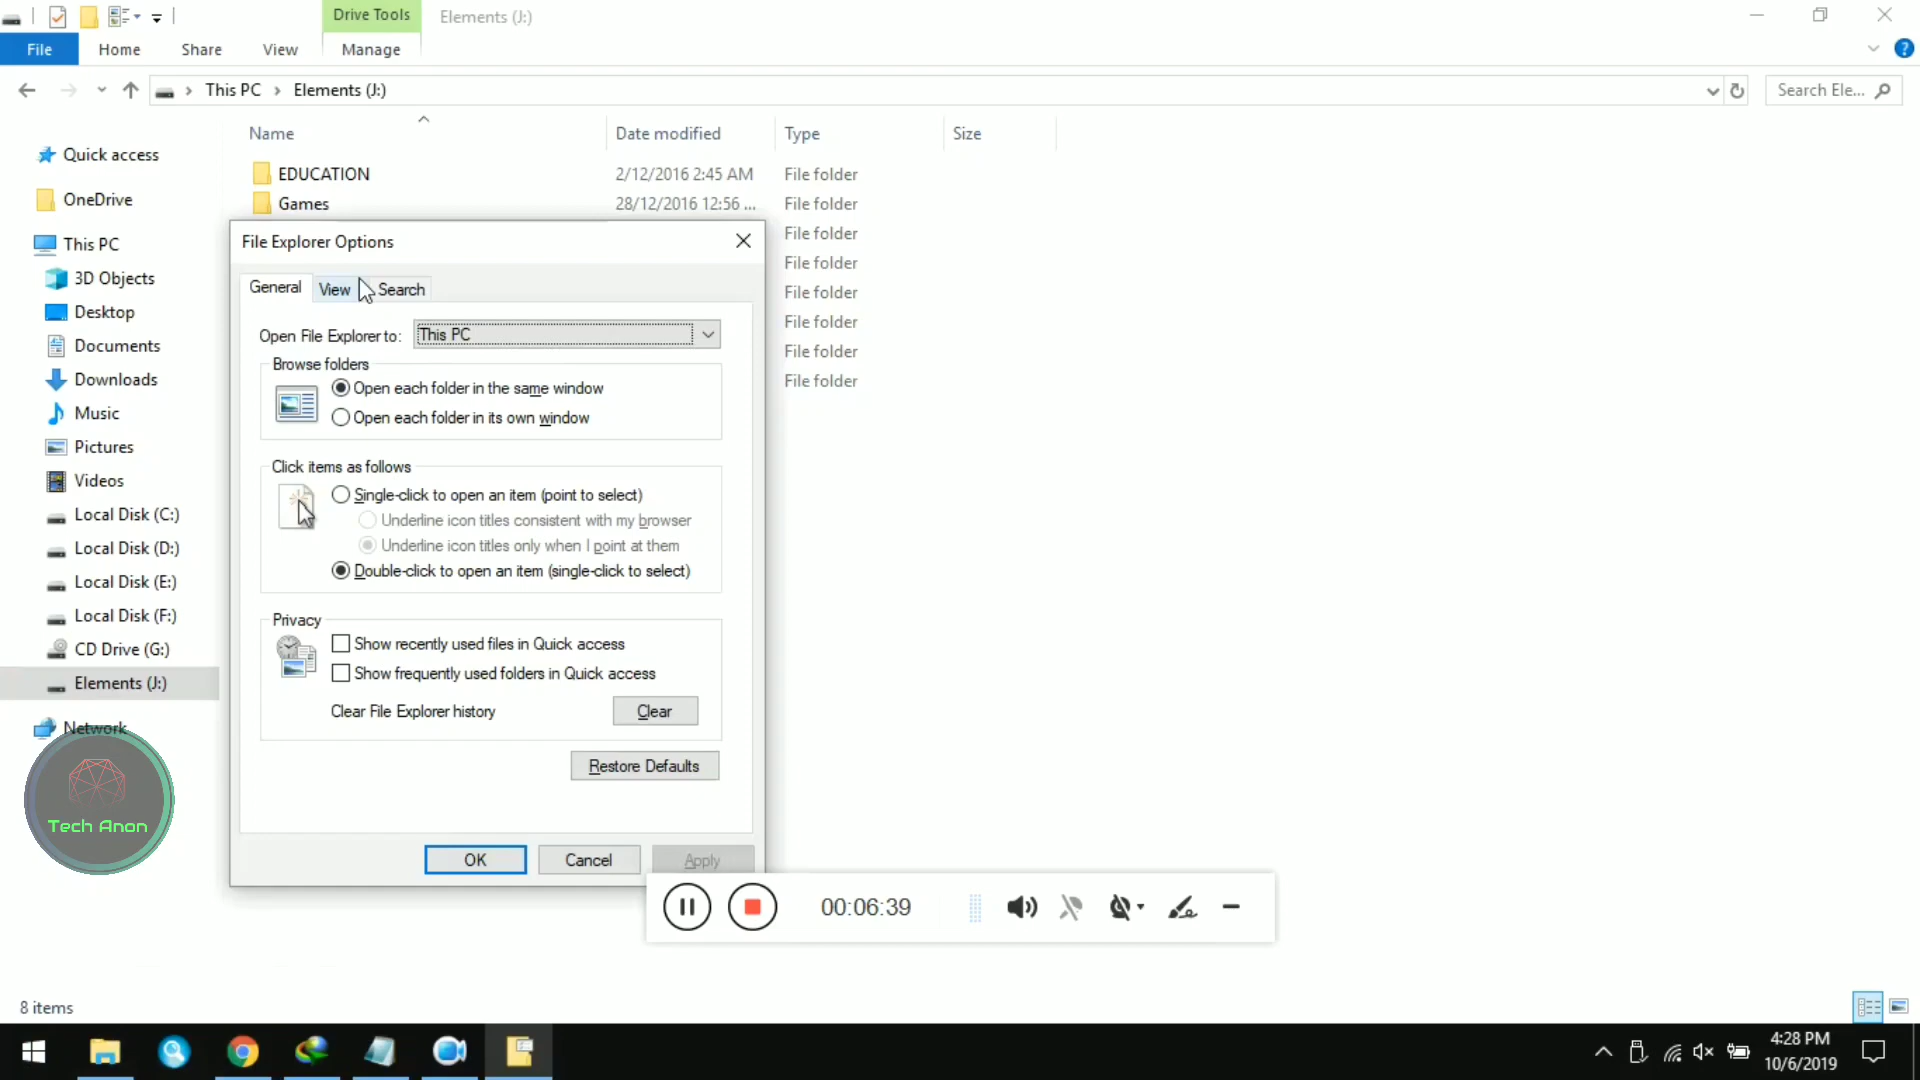 Drive Tools
Elements (J:)
File
Home
Share
View
Manage
This PC
Elements (J:)
Search Ele...
Name
Date modified
Type
Size
Quick access
OneDrive
This PC
3D Objects
Desktop
Documents
Downloads
Music
Pictures
Videos
Local Disk (C:)
Local Disk (D:)
Local Disk (E:)
Local Disk (F:)
CD Drive (G:)
Elements (J:)
Network
Tech Anon
EDUCATION
2/12/2016 2:45 AM
File folder
Games
28/12/2016 12:56 ...
File folder
File folder
File folder
File folder
File folder
File folder
File folder
File Explorer Options
General
View
Search
Open File Explorer to:
This PC
Browse folders
Open each folder in the same window
Open each folder in its own window
Click items as follows
Single-click to open an item (point to select)
Underline icon titles consistent with my browser
Underline icon titles only when I point at them
Double-click to open an item (single-click to select)
Privacy
Show recently used files in Quick access
Show frequently used folders in Quick access
Clear File Explorer history
Clear
Restore Defaults
OK
Cancel
Apply
00:06:39
8 items
4:28 PM
10/6/2019